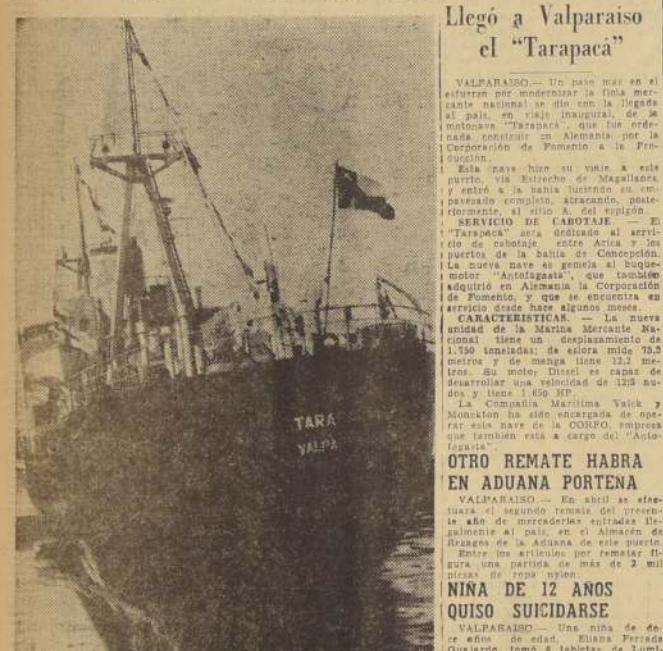 TARA
VALPA
Llegó a Valparaiso
el "Tarapacá"
VALPARAISO.— Un paso más en el
esfuerzo por modernizar la flota mer-
cante nacional se dio con la llegada
al país, en viaje inaugural, de la
motonave "Tarapacá", que fue orde-
nada construir en Alemania por la
Corporación de Fomento a la Pro-
ducción.
Esta nave hizo su viaje a este
puerto, vía Estrecho de Magallanes,
y entró a la bahía luciendo su em-
pavesado completo, atracando, poste-
riormente, al sitio A. del espigón.
SERVICIO DE CABOTAJE. — El
"Tarapacá" será dedicado al servi-
cio de cabotaje entre Arica y los
puertos de la bahía de Concepción.
La nueva nave es gemela al buque-
motor "Antofagasta", que también
adquirió en Alemania la Corporación
de Fomento, y que se encuentra en
servicio desde hace algunos meses.
CARACTERISTICAS. — La nueva
unidad de la Marina Mercante Na-
cional tiene un desplazamiento de
1.750 toneladas; de eslora mide 75,5
metros y de manga tiene 12,2 me-
tros. Su motor Diesel es capaz de
desarrollar una velocidad de 12,5 nu-
dos y tiene 1.650 HP.
La Compañía Marítima Valck y
Monckton ha sido encargada de ope-
rar esta nave de la CORFO, empresa
que también está a cargo del "Anto-
fagasta".
OTRO REMATE HABRA
EN ADUANA PORTEÑA
VALPARAISO.— En abril se efec-
tuará el segundo remate del presen-
te año de mercaderías entradas ile-
galmente al país, en el Almacén de
Rezagos de la Aduana de este puerto.
Entre los artículos por rematar fi-
gura una partida de más de 2 mil
piezas de ropa nylon.
NIÑA DE 12 AÑOS
QUISO SUICIDARSE
VALPARAISO.— Una niña de do-
ce años de edad, Eliana Ferrada
tomó 4 tabletas de